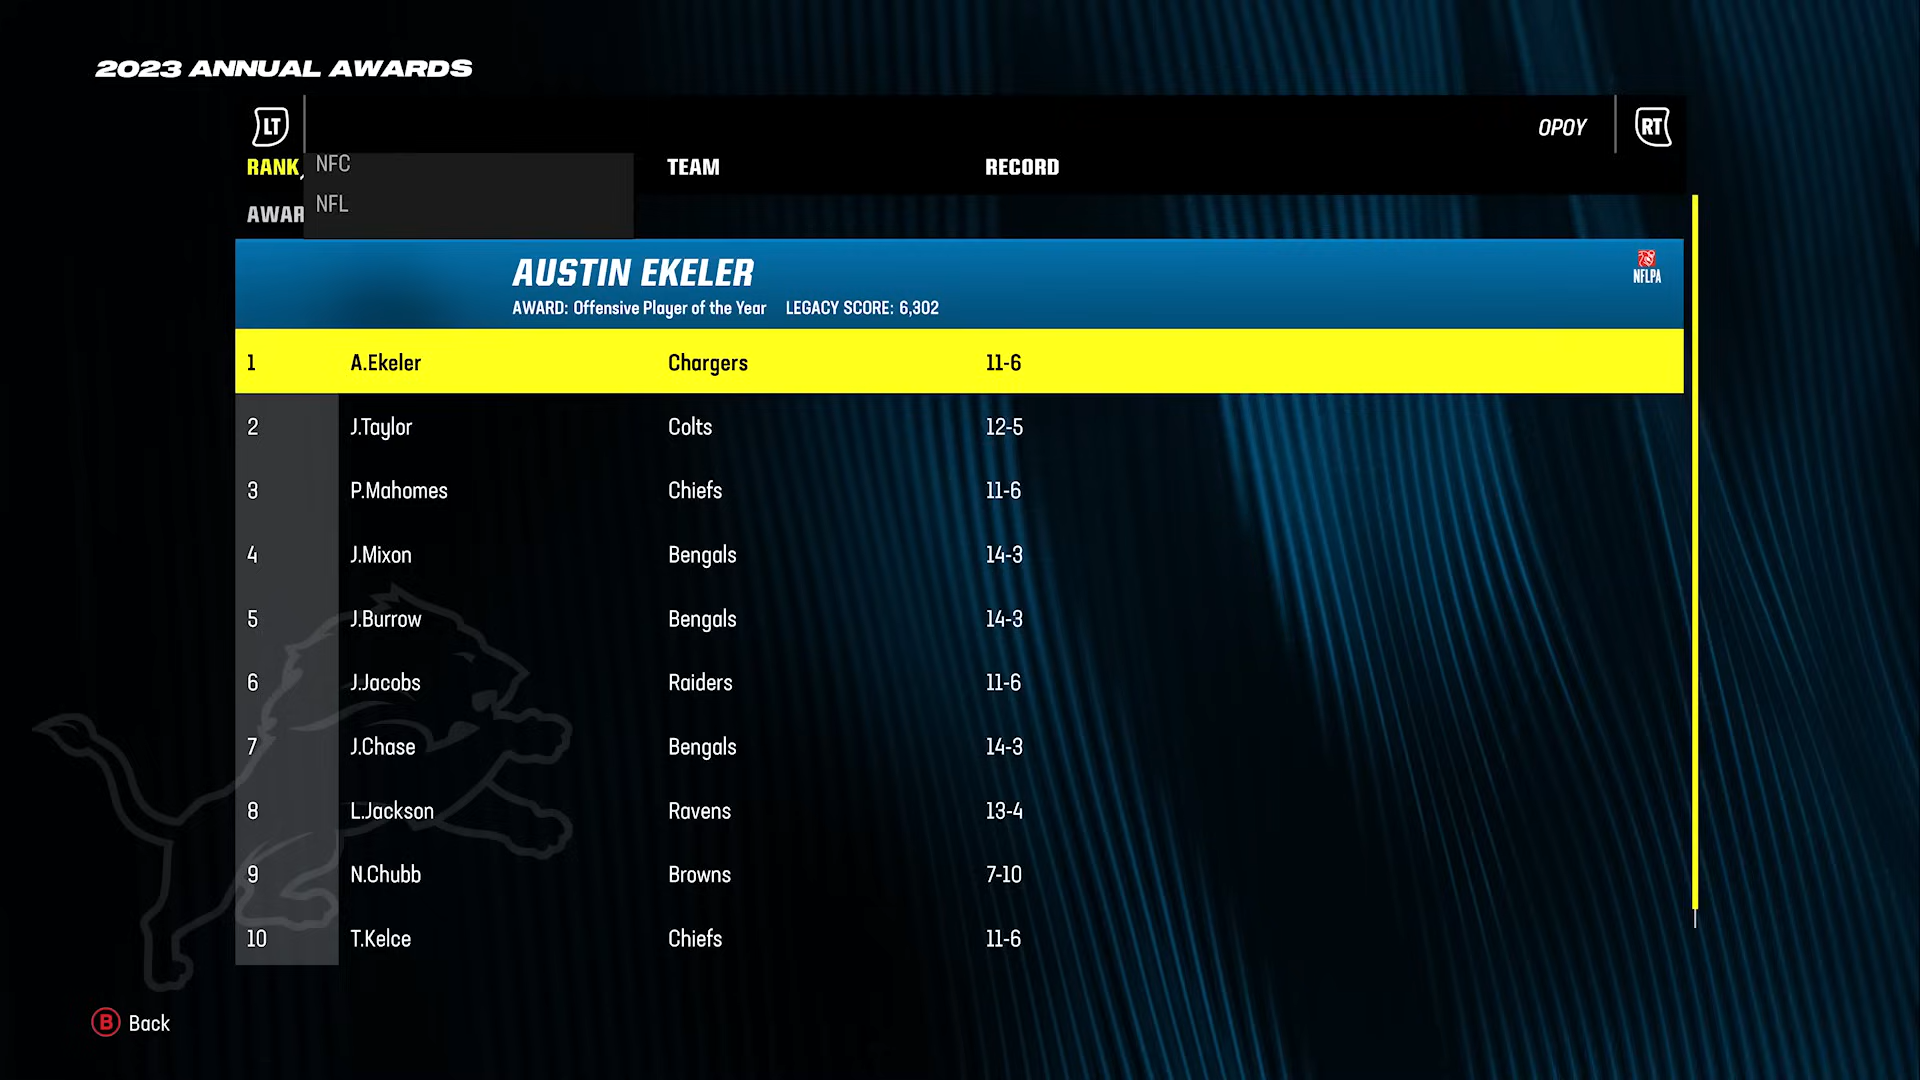 2023 ANNUAL AWARDS
LT OPOY RT
RANK NFC TEAM RECORD
NFL
AUSTIN EKELER
NFLPA
AWARD: Offensive Player of the Year LEGACY SCORE: 6,302
1 A.Ekeler Chargers 11-6
2 J.Taylor Colts 12-5
3 P.Mahomes Chiefs 11-6
4 J.Mixon Bengals 14-3
5 J.Burrow Bengals 14-3
6 J.Jacobs Raiders 11-6
7 J.Chase Bengals 14-3
8 L.Jackson Ravens 13-4
9 N.Chubb Browns 7-10
10 T.Kelce Chiefs 11-6
B Back